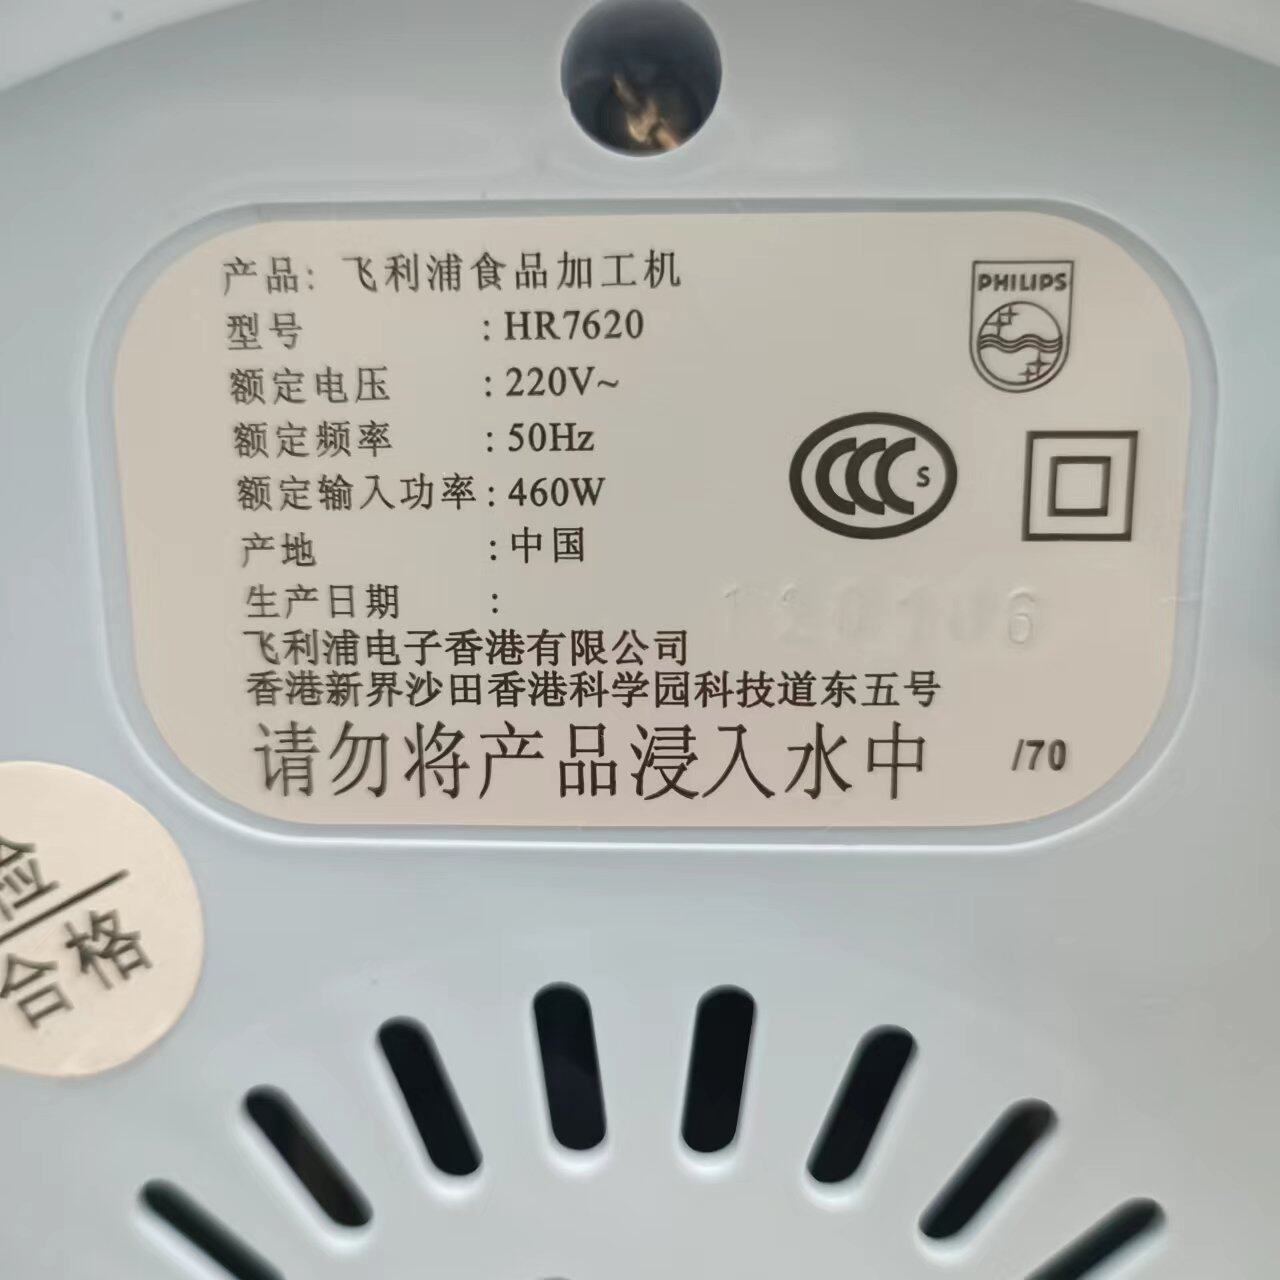 产品: 飞利浦食品加工机
型号 : HR7620
额定电压 : 220V~
额定频率 : 50Hz
额定输入功率 : 460W
产地 : 中国
生产日期 :
120106
飞利浦电子香港有限公司
香港新界沙田香港科学园科技道东五号
请勿将产品浸入水中 /70
PHILIPS
CCC S
检
合格